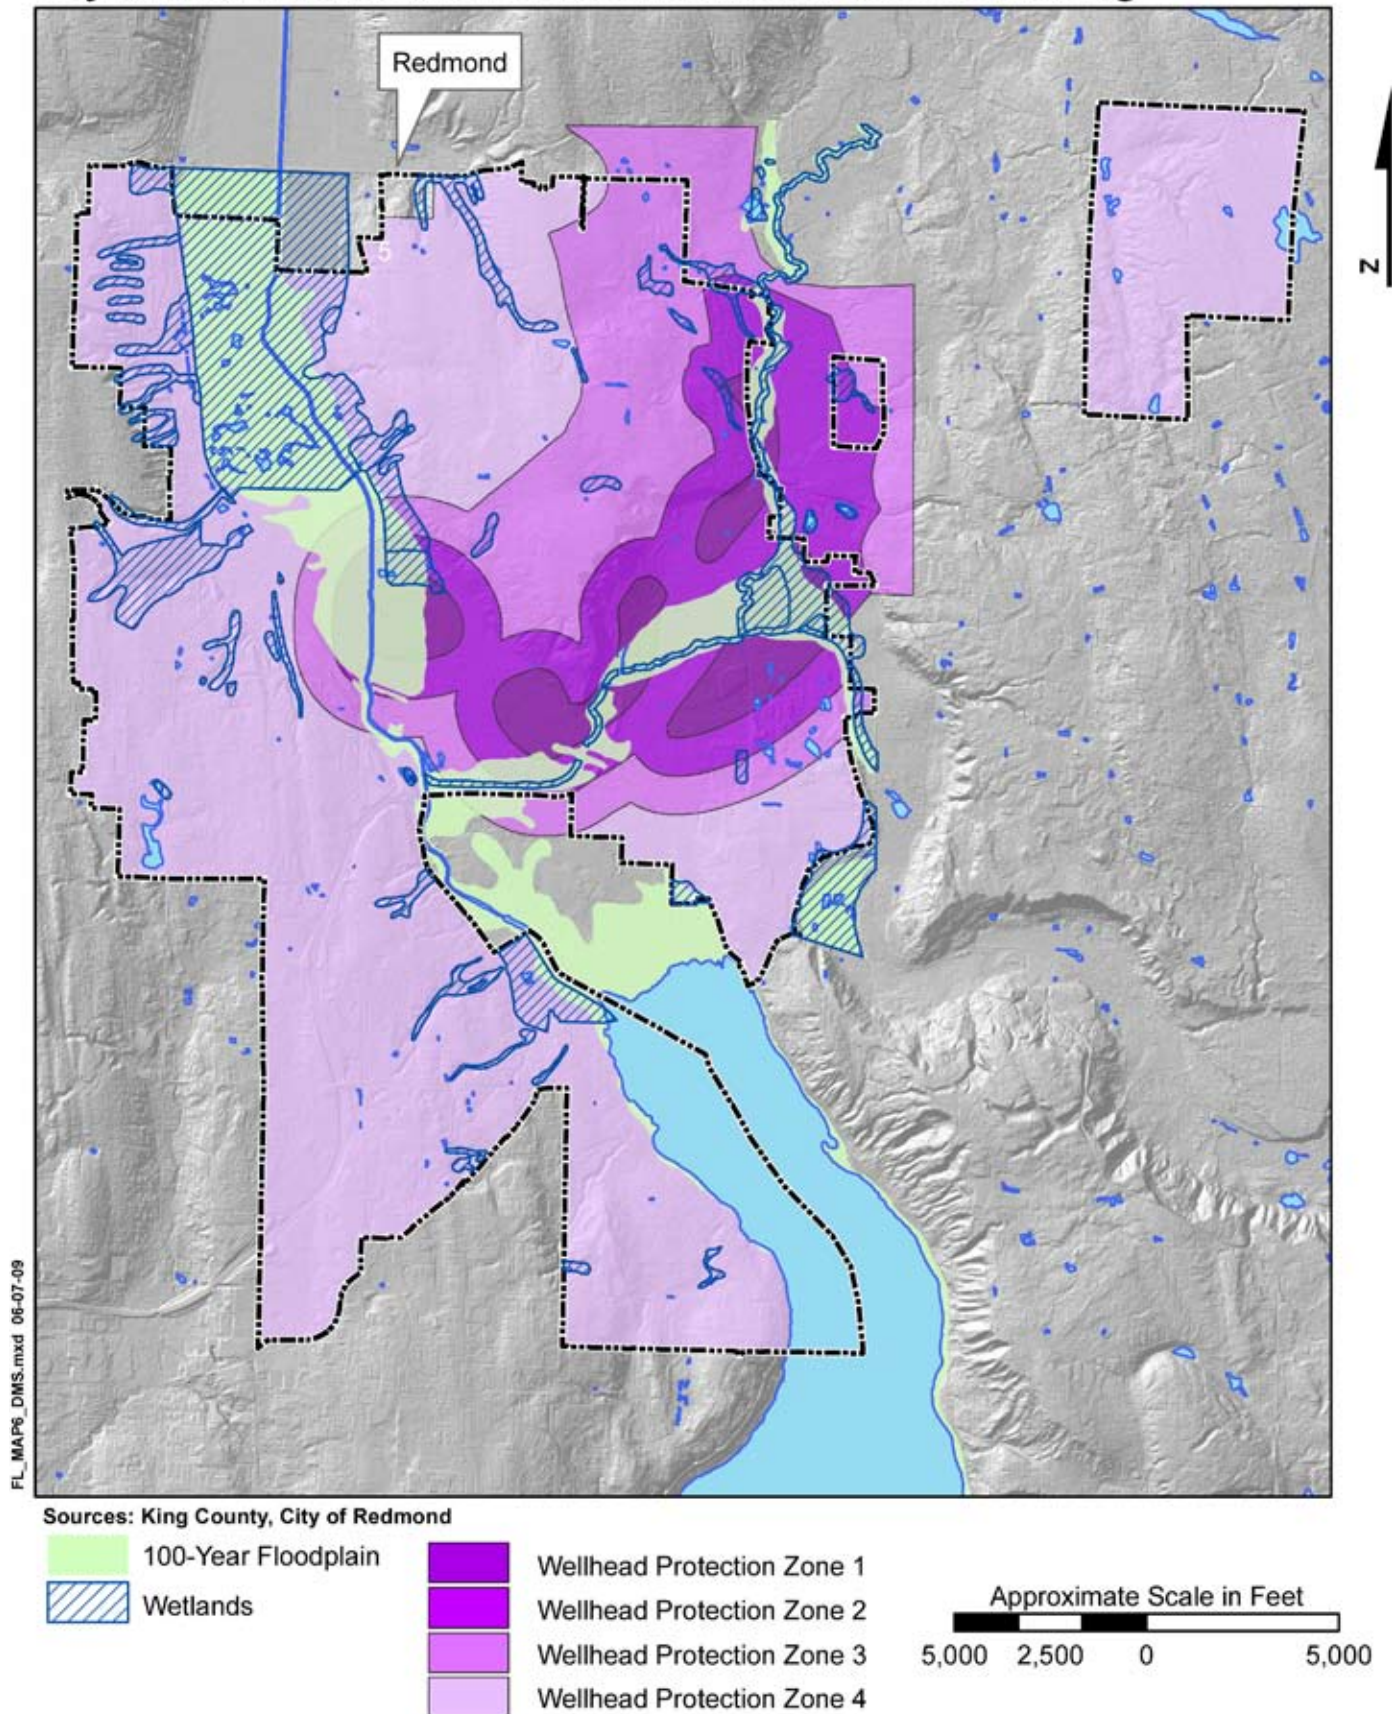 Redmond
5
N
FL_MAP6_DMS.mxd 06-07-09
Sources: King County, City of Redmond
100-Year Floodplain
Wetlands
Wellhead Protection Zone 1
Wellhead Protection Zone 2
Wellhead Protection Zone 3
Wellhead Protection Zone 4
Approximate Scale in Feet
5,000 2,500 0 5,000